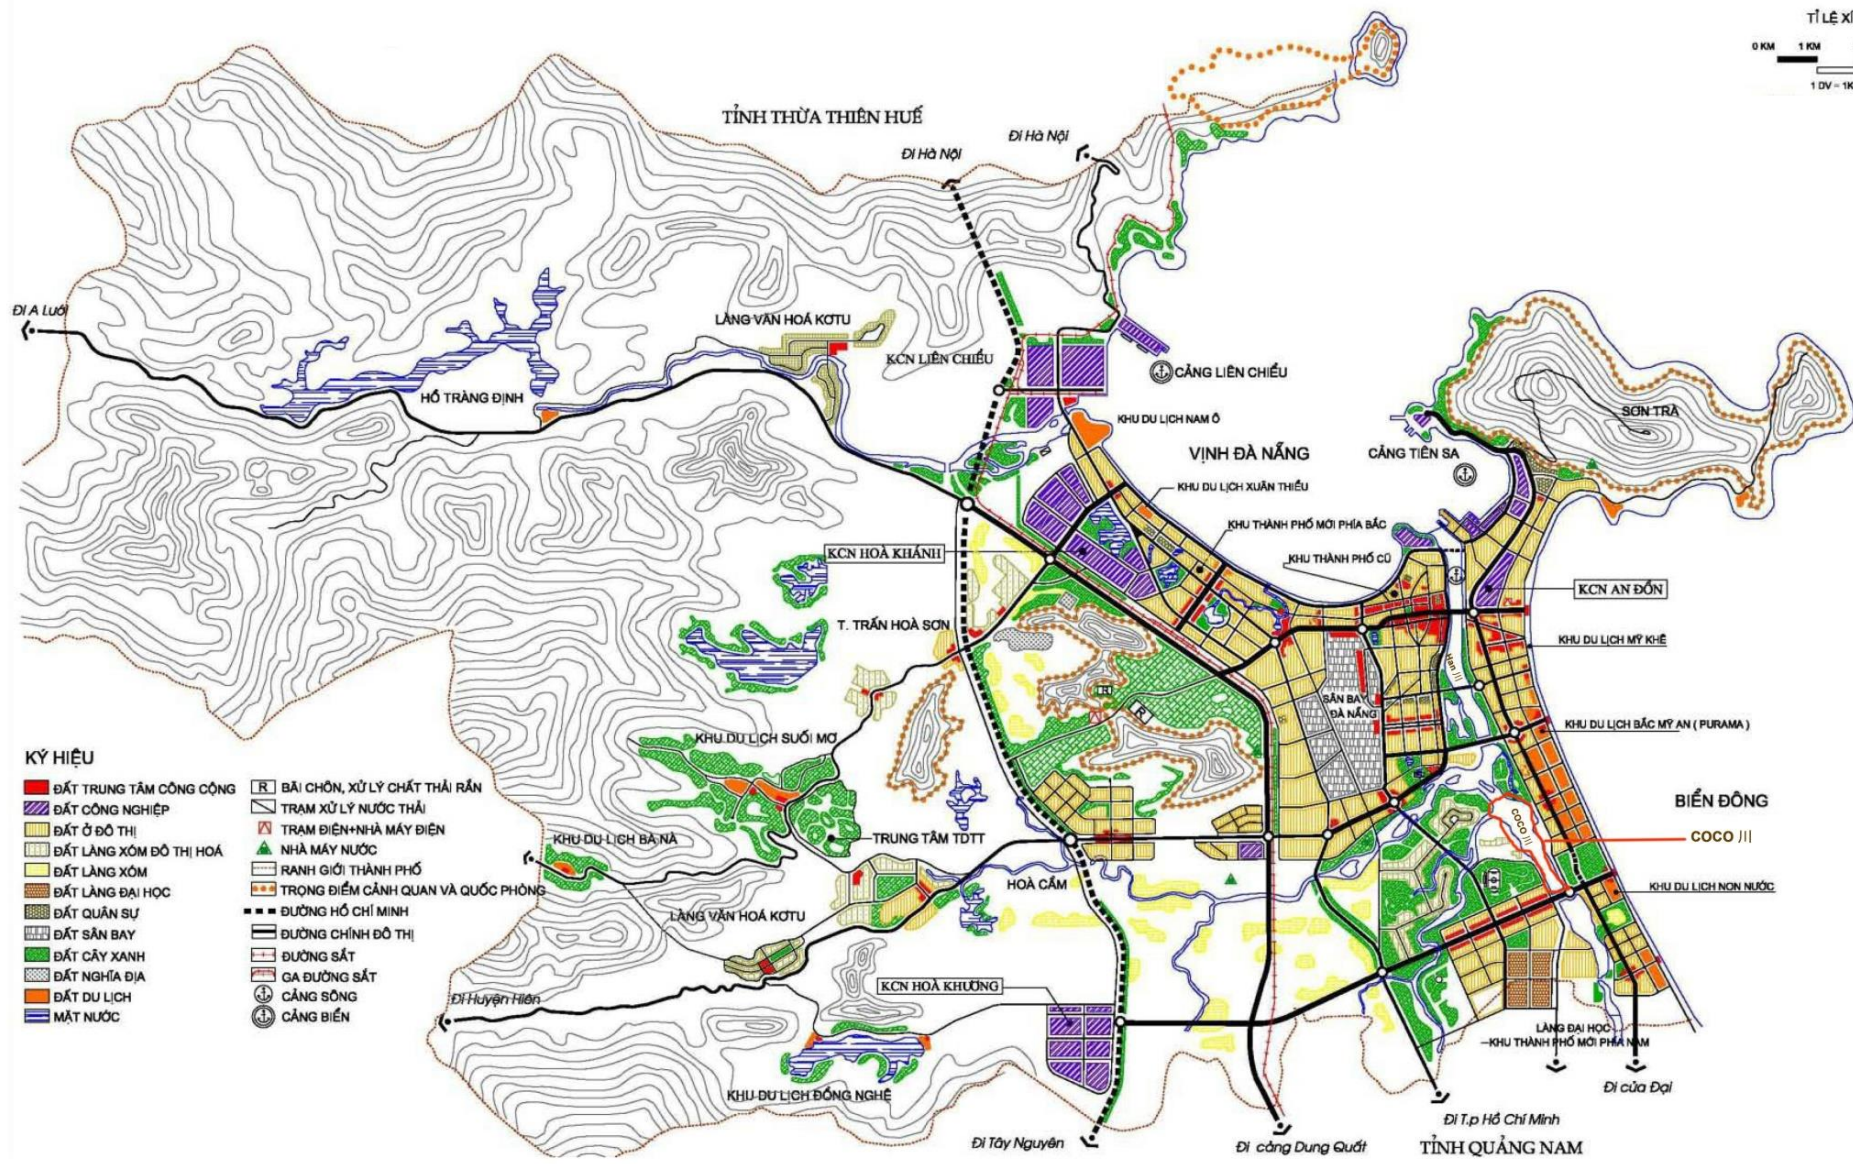 TỈ LỆ XÍ
0 KM 1 KM
1 DV = 1K
TỈNH THỪA THIÊN HUẾ
Đi Hà Nội
Đi Hà Nội
Đi A Lưới
LÀNG VĂN HOÁ KƠTU
KCN LIÊN CHIỂU
HỒ TRÀNG ĐỊNH
CẢNG LIÊN CHIỂU
KHU DU LỊCH NAM Ô
SƠN TRÀ
VỊNH ĐÀ NẴNG
CẢNG TIÊN SA
KHU DU LỊCH XUÂN THIỀU
KHU THÀNH PHỐ MỚI PHÍA BẮC
KCN HOÀ KHÁNH
KHU THÀNH PHỐ CŨ
KCN AN ĐỒN
T. TRẤN HOÀ SƠN
KHU DU LỊCH MỸ KHÊ
Han 川
R
R
SÂN BAY
ĐÀ NẴNG
KHU DU LỊCH BẮC MỸ AN ( PURAMA )
KHU DU LỊCH SUỐI MƠ
BIỂN ĐÔNG
COCO 川
COCO 川
KHU DU LỊCH BÀ NÀ
TRUNG TÂM TDTT
HOÀ CẦM
KHU DU LỊCH NON NƯỚC
LÀNG VĂN HOÁ KƠTU
KCN HOÀ KHƯƠNG
Đi Huyện Hiên
LÀNG ĐẠI HỌC
KHU THÀNH PHỐ MỚI PHÍA NAM
KHU DU LỊCH ĐỒNG NGHỆ
Đi cửa Đại
Đi T.p Hồ Chí Minh
Đi Tây Nguyên
Đi cảng Dung Quất
TỈNH QUẢNG NAM
KÝ HIỆU
ĐẤT TRUNG TÂM CÔNG CỘNG
ĐẤT CÔNG NGHIỆP
ĐẤT Ở ĐÔ THỊ
ĐẤT LÀNG XÓM ĐÔ THỊ HOÁ
ĐẤT LÀNG XÓM
ĐẤT LÀNG ĐẠI HỌC
ĐẤT QUÂN SỰ
ĐẤT SÂN BAY
ĐẤT CÂY XANH
ĐẤT NGHĨA ĐỊA
ĐẤT DU LỊCH
MẶT NƯỚC
R BÃI CHÔN, XỬ LÝ CHẤT THẢI RẮN
TRẠM XỬ LÝ NƯỚC THẢI
TRẠM ĐIỆN+NHÀ MÁY ĐIỆN
NHÀ MÁY NƯỚC
RANH GIỚI THÀNH PHỐ
TRỌNG ĐIỂM CẢNH QUAN VÀ QUỐC PHÒNG
ĐƯỜNG HỒ CHÍ MINH
ĐƯỜNG CHÍNH ĐÔ THỊ
ĐƯỜNG SẮT
GA ĐƯỜNG SẮT
CẢNG SÔNG
CẢNG BIỂN